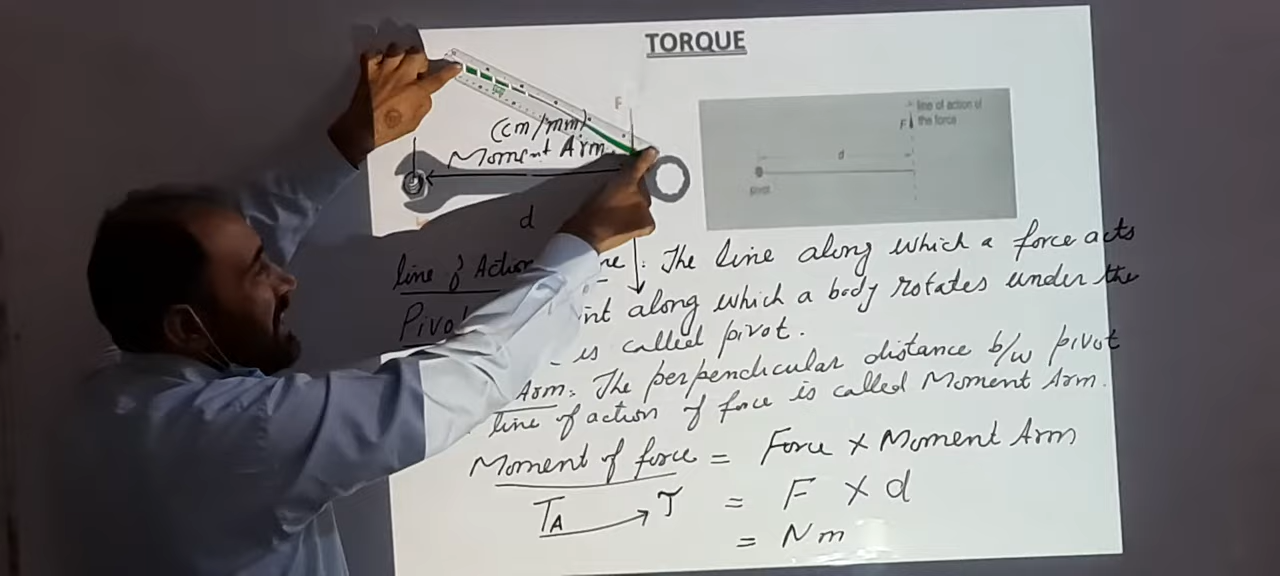 TORQUE
F
(cm/mm)
Moment Arm
d
line of action of
the force
F
d
pivot
line of Action ne : The line along which a force acts
Pivot nt along which a body rotates under the
is called pivot.
Arm: The perpendicular distance b/w pivot
line of action of force is called Moment Arm.
Moment of force = Force × Moment Arm
= F × d
= Nm